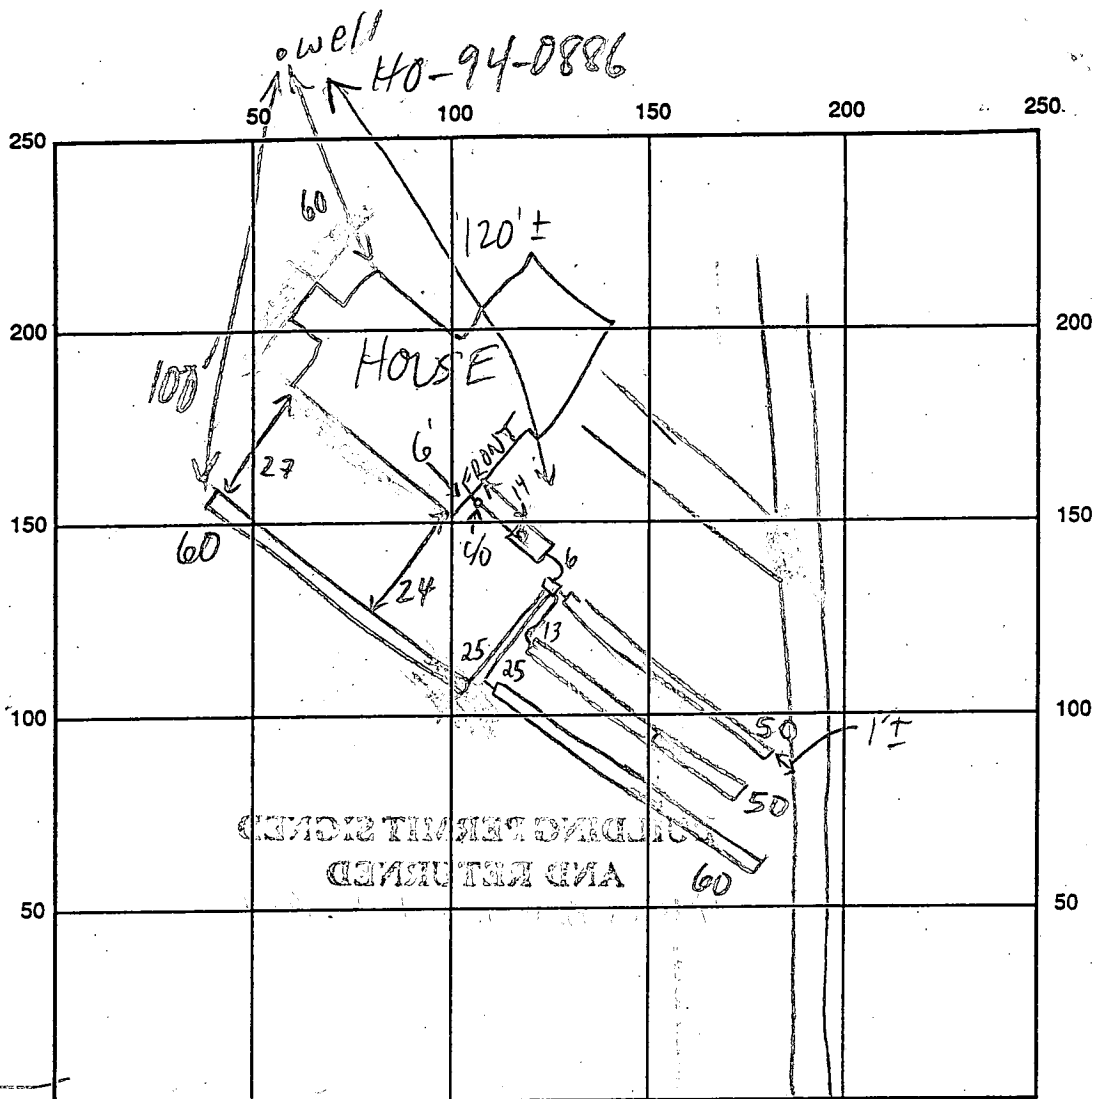 well
HO-94-0886
50 100 150 200 250
250
60
120' ±
200 200
HOUSE
100
6'
FRONT
14
27
150 150
c/o
60
6
24
13
25
25
100 100
50
1'±
50
BUILDING PERMIT SIGNED
AND RETURNED
60
50 50